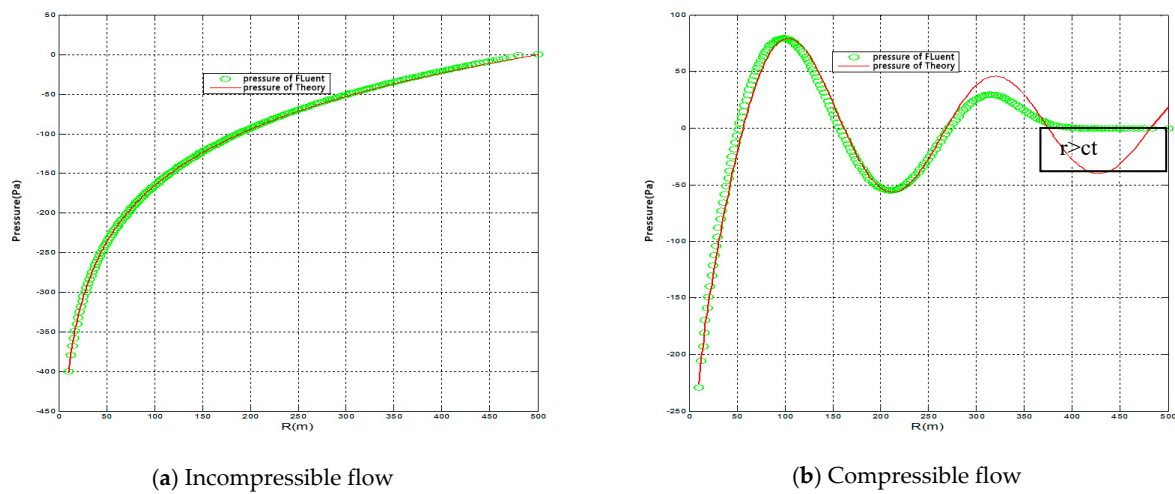 50
0
-50
-100
-150
-200
-250
-300
-350
-400
-450
0 50 100 150 200 250 300 350 400 450 500
Pressure(Pa)
R(m)
pressure of FLuent
pressure of Theory
(a) Incompressible flow
100
50
0
-50
-100
-150
-200
-250
0 50 100 150 200 250 300 350 400 450 500
Pressure(Pa)
R(m)
pressure of FLuent
pressure of Theory
r>ct
(b) Compressible flow